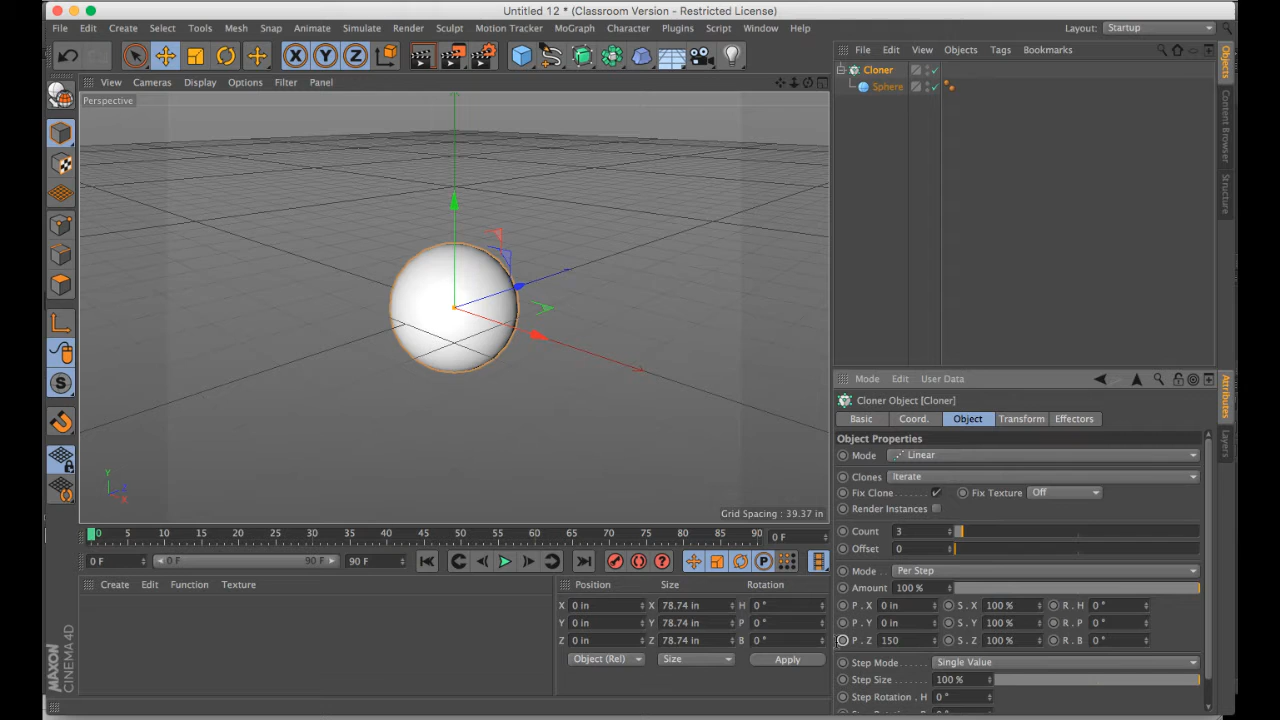 Untitled 12 * (Classroom Version - Restricted License)
File Edit Create Select Tools Mesh Snap Animate Simulate Render Sculpt Motion Tracker MoGraph Character Plugins Script Window Help Layout: Startup
X Y Z
File Edit View Objects Tags Bookmarks
View Cameras Display Options Filter Panel
Perspective
Cloner
Sphere
Objects
Content Browser
Structure
S
Y
Z
X
Grid Spacing : 39.37 in
Mode Edit User Data
Cloner Object [Cloner]
Basic Coord. Object Transform Effectors
Object Properties
Mode Linear
Clones Iterate
Fix Clone Fix Texture Off
Render Instances
Count 3
Offset 0
Mode Per Step
Amount 100 %
P . X 0 in S . X 100 % R . H 0 °
P . Y 0 in S . Y 100 % R . P 0 °
P . Z 150 S . Z 100 % R . B 0 °
Step Mode Single Value
Step Size 100 %
Step Rotation . H 0 °
Attributes
Layers
0 5 10 15 20 25 30 35 40 45 50 55 60 65 70 75 80 85 90 0 F
0 F 0 F 90 F 90 F
P
Create Edit Function Texture
Position Size Rotation
X 0 in X 78.74 in H 0 °
Y 0 in Y 78.74 in P 0 °
Z 0 in Z 78.74 in B 0 °
Object (Rel) Size Apply
MAXON
CINEMA 4D